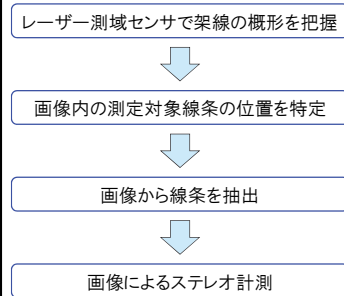 レーザー測域センサで架線の概形を把握
画像内の測定対象線条の位置を特定
画像から線条を抽出
画像によるステレオ計測